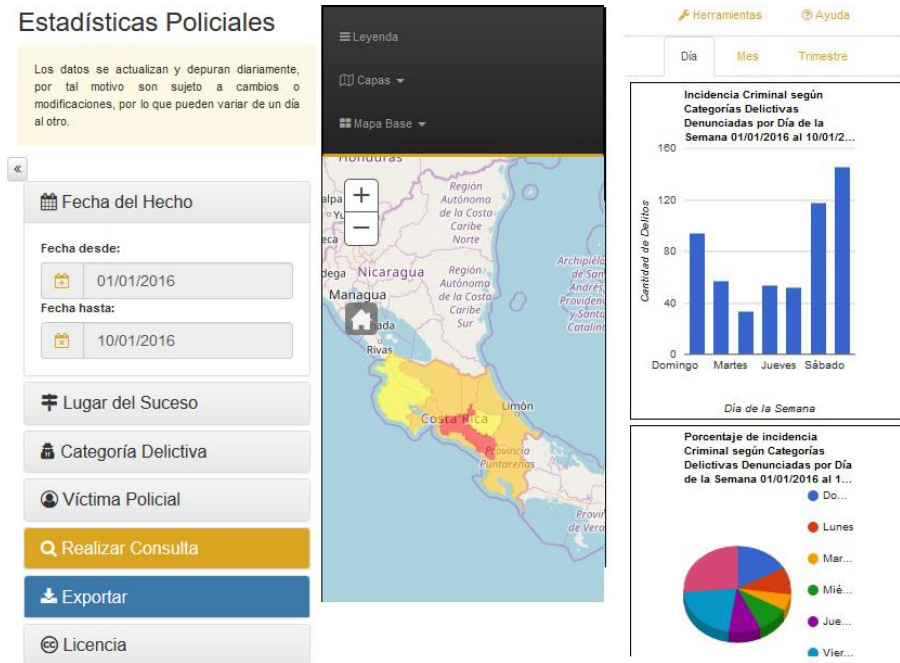 Estadísticas Policiales
Los datos se actualizan y depuran diariamente,
por tal motivo son sujeto a cambios o
modificaciones, por lo que pueden variar de un día
al otro.
«
Fecha del Hecho
Fecha desde:
01/01/2016
Fecha hasta:
10/01/2016
Lugar del Suceso
Categoría Delictiva
Víctima Policial
Realizar Consulta
Exportar
Licencia
Leyenda
Capas
Mapa Base
Honduras
+
−
Región
Autónoma
de la Costa
Caribe
Norte
Nicaragua
Managua
Región
Autónoma
de la Costa
Caribe
Sur
Rivas
Limón
Costa Rica
Provincia
Puntarenas
Herramientas
Ayuda
Día
Mes
Trimestre
Incidencia Criminal según
Categorías Delictivas
Denunciadas por Día de la
Semana 01/01/2016 al 10/01/2...
160
120
80
40
0
Cantidad de Delitos
Domingo Martes Jueves Sábado
Día de la Semana
Porcentaje de incidencia
Criminal según Categorías
Delictivas Denunciadas por Día
de la Semana 01/01/2016 al 1...
Do...
Lunes
Mar...
Mié...
Jue...
Vier...